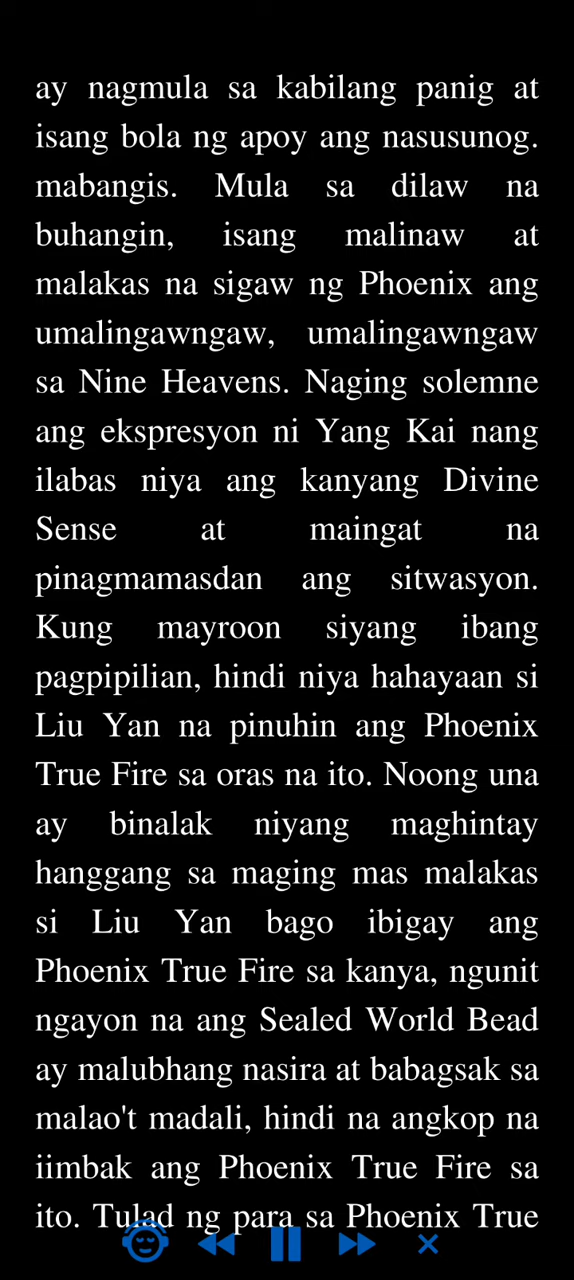 ay nagmula sa kabilang panig at
isang bola ng apoy ang nasusunog.
mabangis. Mula sa dilaw na
buhangin, isang malinaw at
malakas na sigaw ng Phoenix ang
umalingawngaw, umalingawngaw
sa Nine Heavens. Naging solemne
ang ekspresyon ni Yang Kai nang
ilabas niya ang kanyang Divine
Sense at maingat na
pinagmamasdan ang sitwasyon.
Kung mayroon siyang ibang
pagpipilian, hindi niya hahayaan si
Liu Yan na pinuhin ang Phoenix
True Fire sa oras na ito. Noong una
ay binalak niyang maghintay
hanggang sa maging mas malakas
si Liu Yan bago ibigay ang
Phoenix True Fire sa kanya, ngunit
ngayon na ang Sealed World Bead
ay malubhang nasira at babagsak sa
malao't madali, hindi na angkop na
iimbak ang Phoenix True Fire sa
ito. Tulad ng para sa Phoenix True